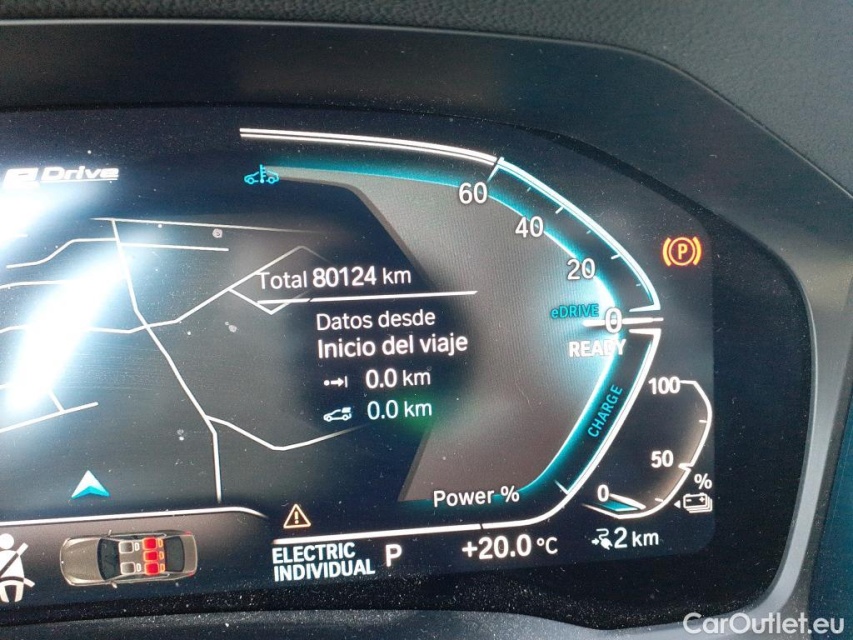 eDrive
60
40
20
Total 80124 km
Datos desde
eDRIVE
0
Inicio del viaje
READY
0.0 km
100
0.0 km
CHARGE
50
%
Power %
0
ELECTRIC
INDIVIDUAL
P
+20.0 °C
2 km
P
CarOutlet.eu